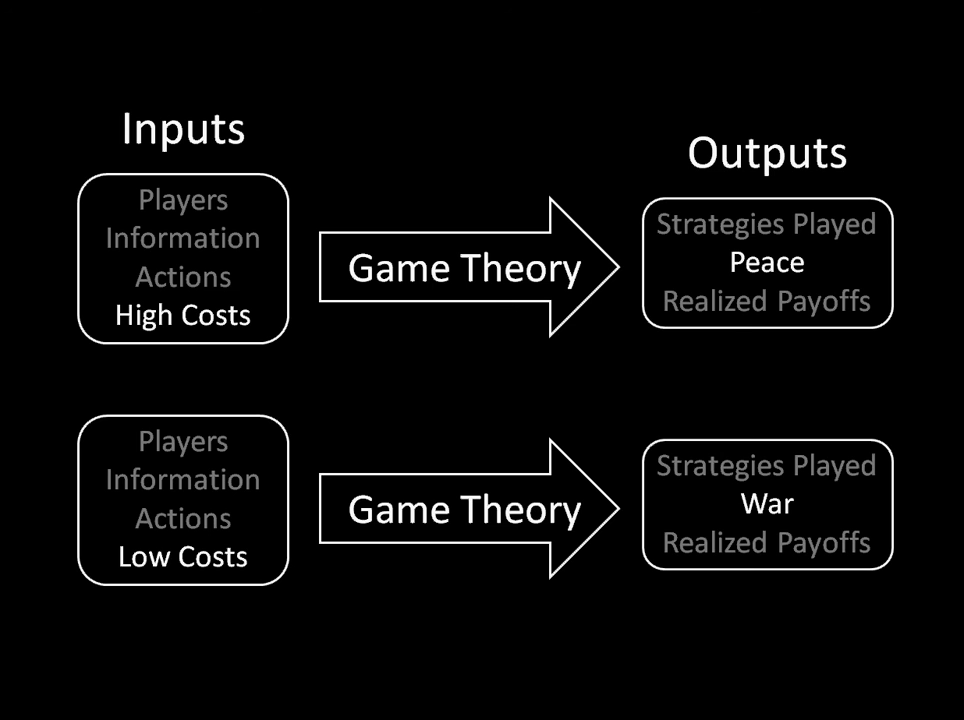 Inputs
Players
Information
Actions
High Costs
Game Theory
Outputs
Strategies Played
Peace
Realized Payoffs
Players
Information
Actions
Low Costs
Game Theory
Strategies Played
War
Realized Payoffs